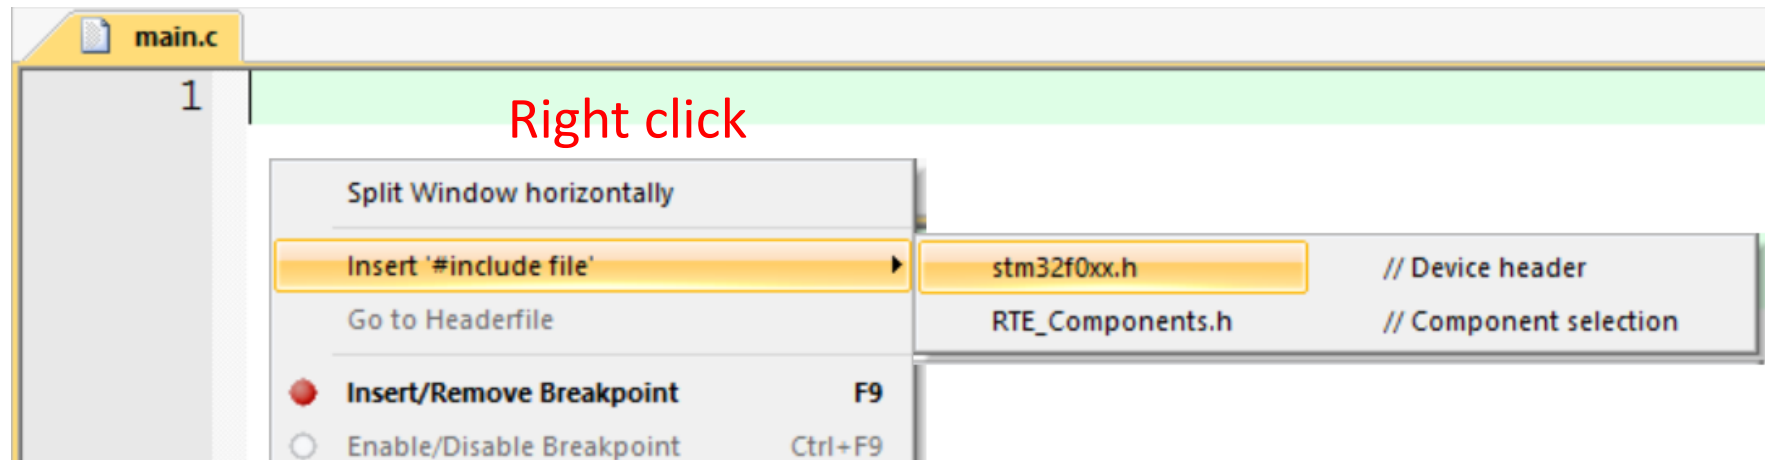 main.c
1
Right click
Split Window horizontally
Insert '#include file'
stm32f0xx.h // Device header
Go to Headerfile
RTE_Components.h // Component selection
Insert/Remove Breakpoint F9
Enable/Disable Breakpoint Ctrl+F9